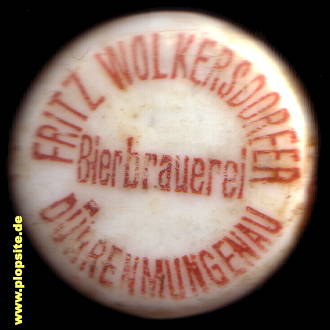 FRITZ WOLKERSDORFER
Bierbrauerei
DÜRRENMUNGENAU
www.plopsite.de